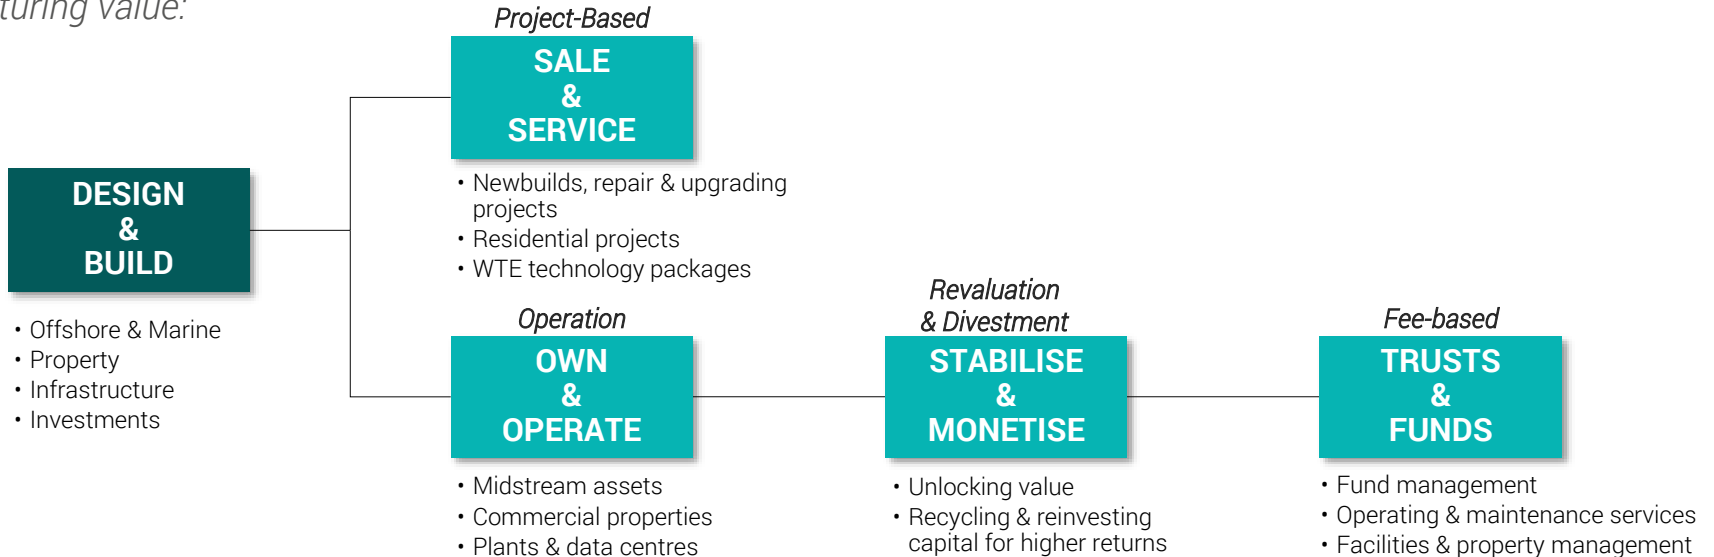 turing value:
Project-Based
SALE
&
SERVICE
• Newbuilds, repair & upgrading
projects
• Residential projects
• WTE technology packages
DESIGN
&
BUILD
• Offshore & Marine
• Property
• Infrastructure
• Investments
Operation
OWN
&
OPERATE
• Midstream assets
• Commercial properties
• Plants & data centres
Revaluation
& Divestment
STABILISE
&
MONETISE
• Unlocking value
• Recycling & reinvesting
capital for higher returns
Fee-based
TRUSTS
&
FUNDS
• Fund management
• Operating & maintenance services
• Facilities & property management